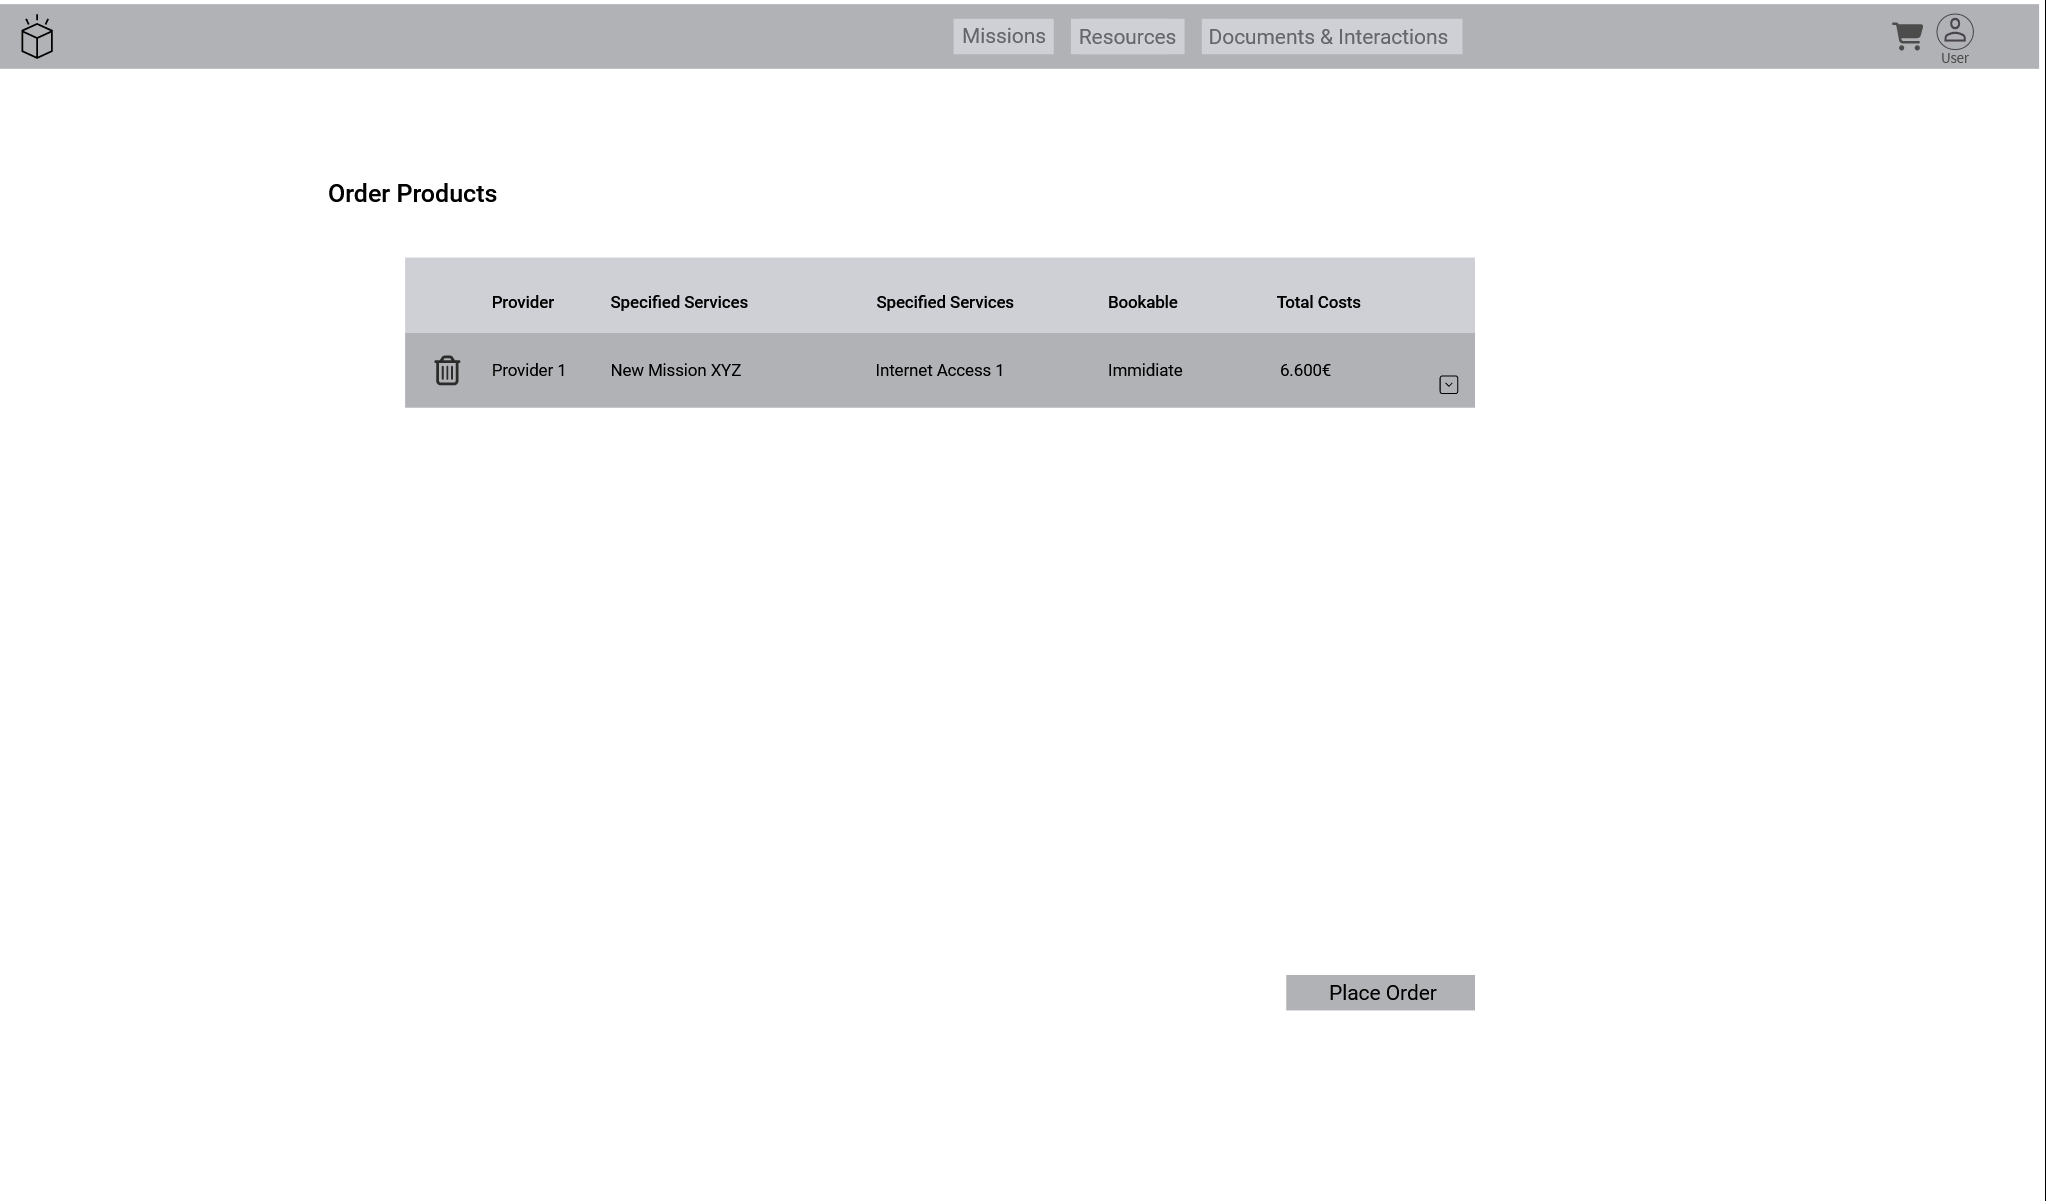 Missions Resources Documents & Interactions
User
Order Products
Provider Specified Services Specified Services Bookable Total Costs
Provider 1 New Mission XYZ Internet Access 1 Immidiate 6.600€
Place Order